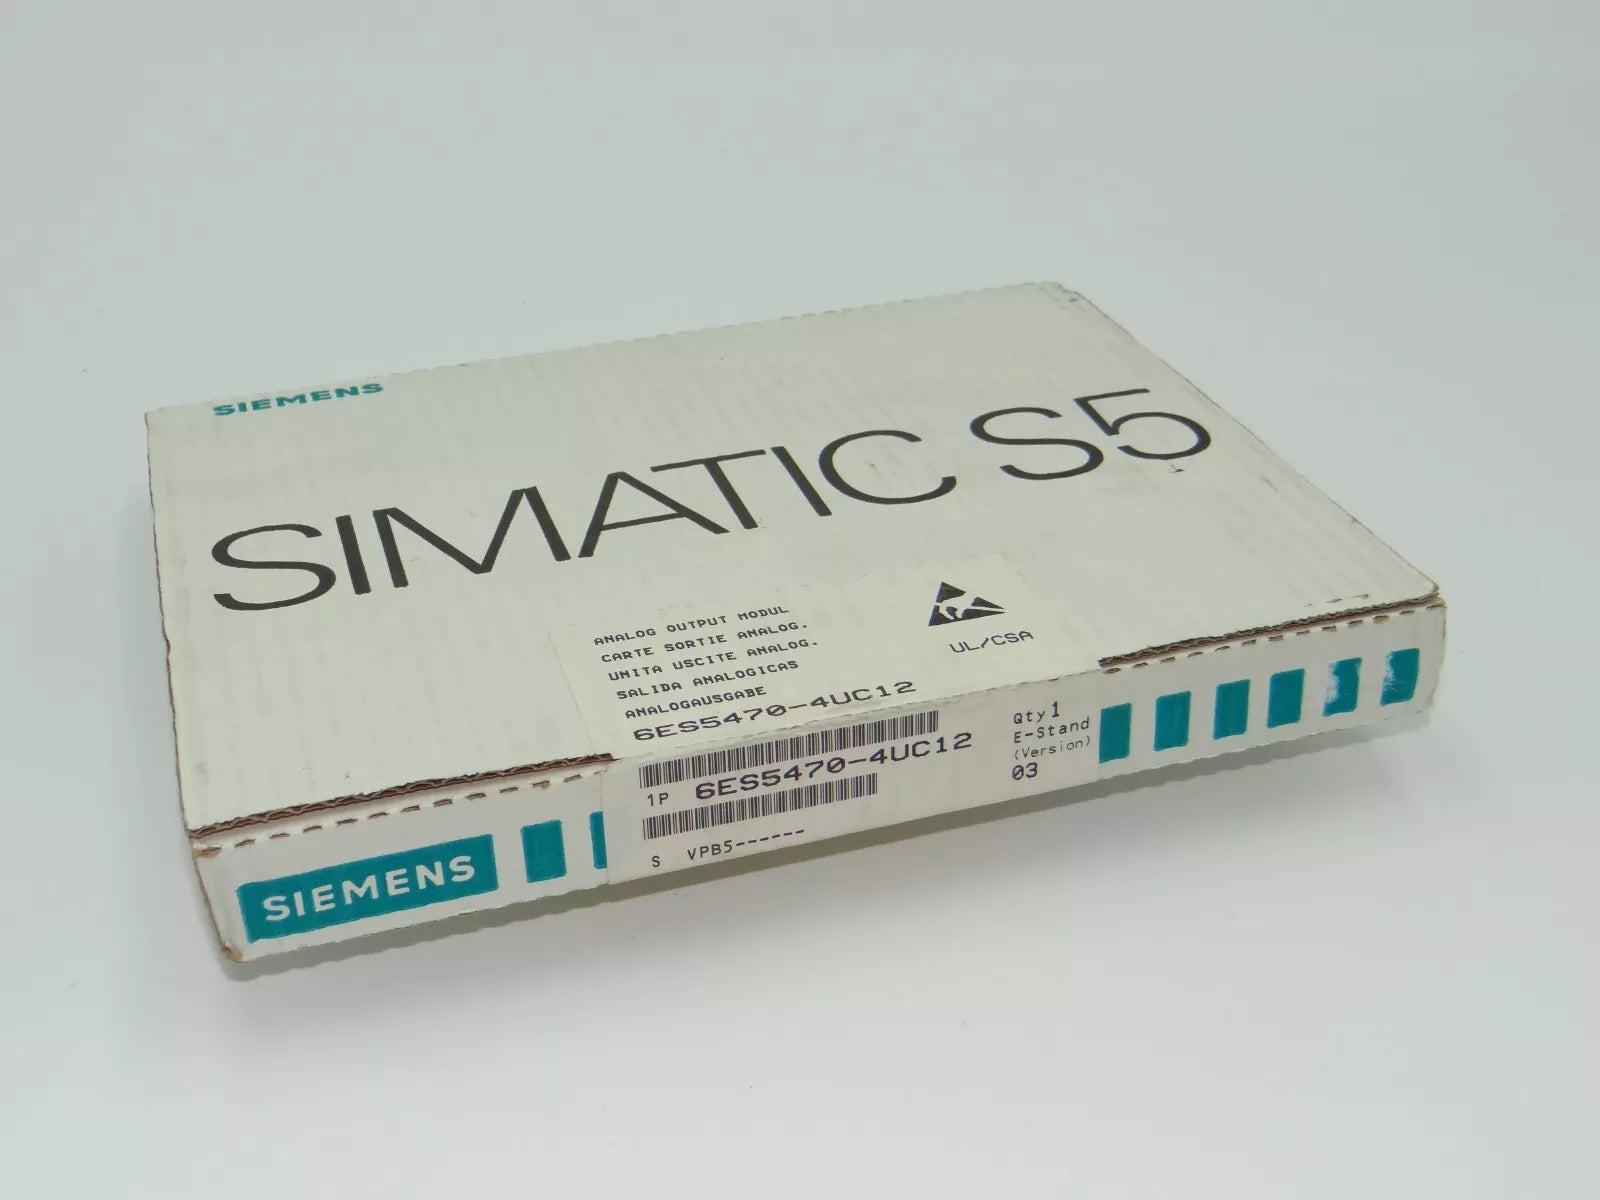 SIEMENS
SIMATIC S5
ANALOG OUTPUT MODUL
CARTE SORTIE ANALOG.
UNITA USCITE ANALOG.
SALIDA ANALOGICAS
ANALOGAUSGABE
6ES5470-4UC12
UL/CSA
1P 6ES5470-4UC12
S VPB5------
Qty 1
E-Stand
(Version)
03
SIEMENS